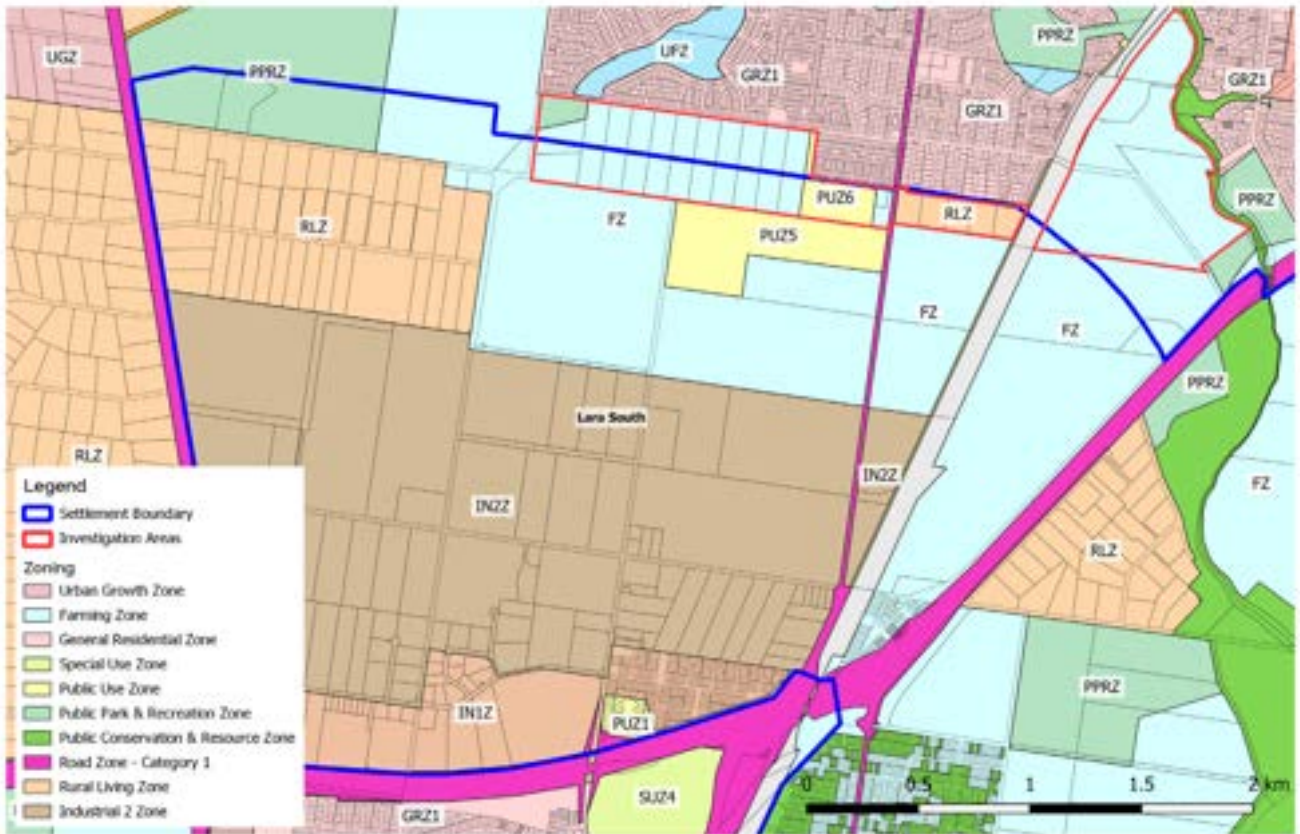 UGZ
PPRZ
UFZ
GRZ1
PPRZ
GRZ1
GRZ1
PPRZ
RLZ
FZ
PUZ6
PUZ5
RLZ
FZ
FZ
PPRZ
Lara South
RLZ
IN2Z
IN2Z
FZ
RLZ
PPRZ
IN1Z
PUZ1
SUZ4
GRZ1
Legend
Settlement Boundary
Investigation Areas
Zoning
Urban Growth Zone
Farming Zone
General Residential Zone
Special Use Zone
Public Use Zone
Public Park & Recreation Zone
Public Conservation & Resource Zone
Road Zone - Category 1
Rural Living Zone
Industrial 2 Zone
0 0.5 1 1.5 2 km